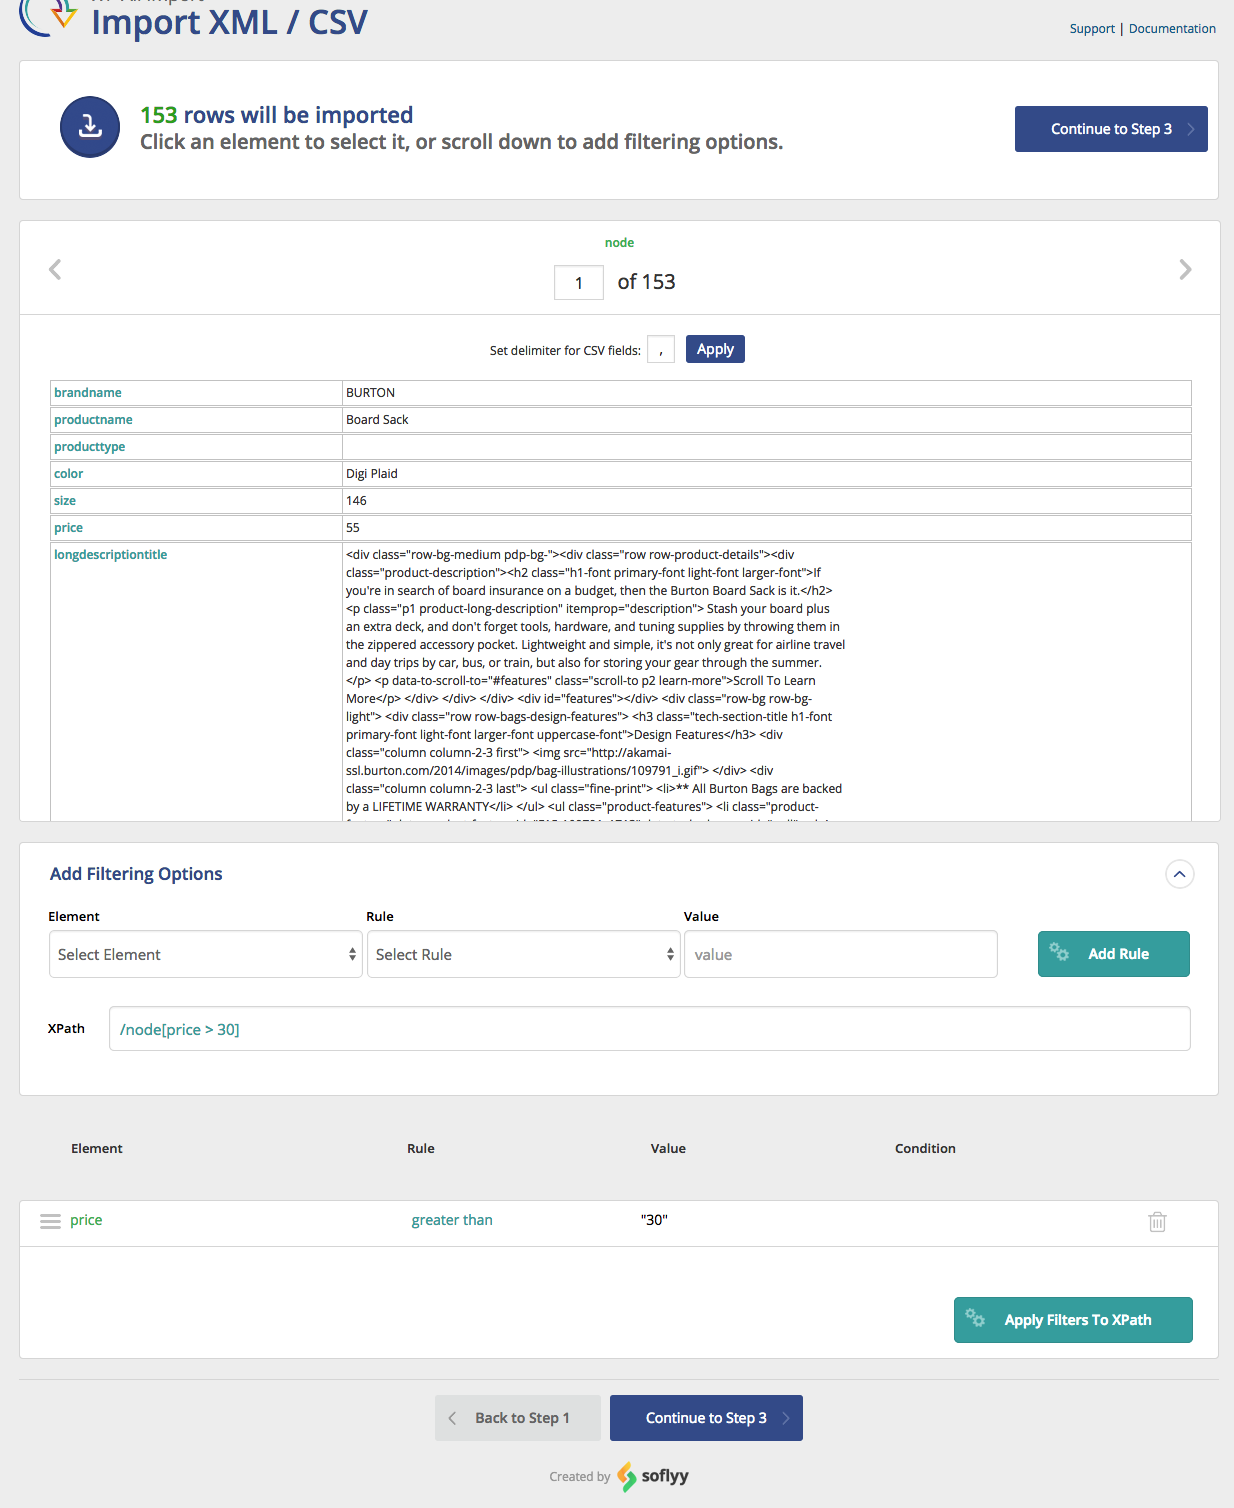 Import XML / CSV
Support | Documentation
153 rows will be imported
Click an element to select it, or scroll down to add filtering options.
Continue to Step 3
node
1 of 153
Set delimiter for CSV fields: , Apply
brandname BURTON
productname Board Sack
producttype
color Digi Plaid
size 146
price 55
longdescriptiontitle <div class="row-bg-medium pdp-bg-"><div class="row row-product-details"><div
class="product-description"><h2 class="h1-font primary-font light-font larger-font">If
you're in search of board insurance on a budget, then the Burton Board Sack is it.</h2>
<p class="p1 product-long-description" itemprop="description"> Stash your board plus
an extra deck, and don't forget tools, hardware, and tuning supplies by throwing them in
the zippered accessory pocket. Lightweight and simple, it's not only great for airline travel
and day trips by car, bus, or train, but also for storing your gear through the summer.
</p> <p data-to-scroll-to="#features" class="scroll-to p2 learn-more">Scroll To Learn
More</p> </div> </div> </div> <div id="features"></div> <div class="row-bg row-bg-
light"> <div class="row row-bags-design-features"> <h3 class="tech-section-title h1-font
primary-font light-font larger-font uppercase-font">Design Features</h3> <div
class="column column-2-3 first"> <img src="http://akamai-
ssl.burton.com/2014/images/pdp/bag-illustrations/109791_i.gif"> </div> <div
class="column column-2-3 last"> <ul class="fine-print"> <li>** All Burton Bags are backed
by a LIFETIME WARRANTY</li> </ul> <ul class="product-features"> <li class="product-
Add Filtering Options
Element Rule Value
Select Element Select Rule value Add Rule
XPath /node[price > 30]
Element Rule Value Condition
price greater than "30"
Apply Filters To XPath
Back to Step 1 Continue to Step 3
Created by soflyy